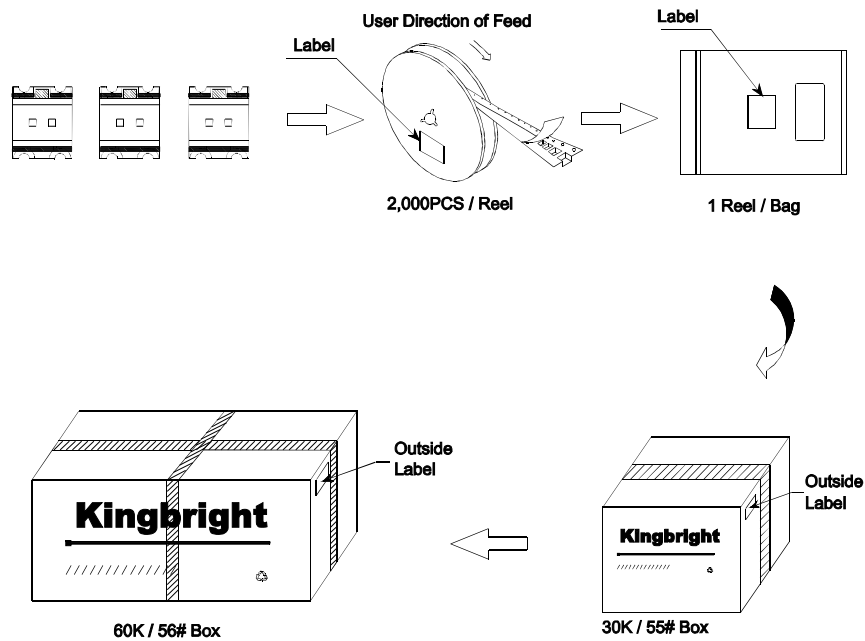 User Direction of Feed
Label
Label
2,000PCS / Reel
1 Reel / Bag
Outside
Label
Kingbright
60K / 56# Box
Outside
Label
Kingbright
30K / 55# Box